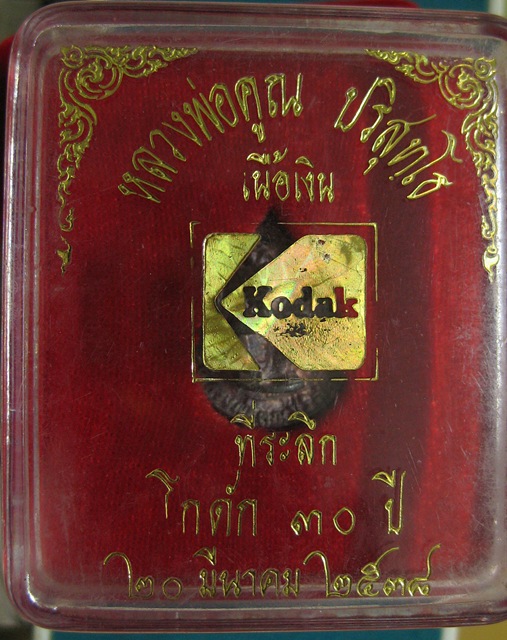 หลวงพ่อคูณ ปริสุทฺโธ
เนื้อเงิน
Kodak
ที่ระลึก
โกดัก ๓๐ ปี
๒๐ มีนาคม ๒๕๓๘